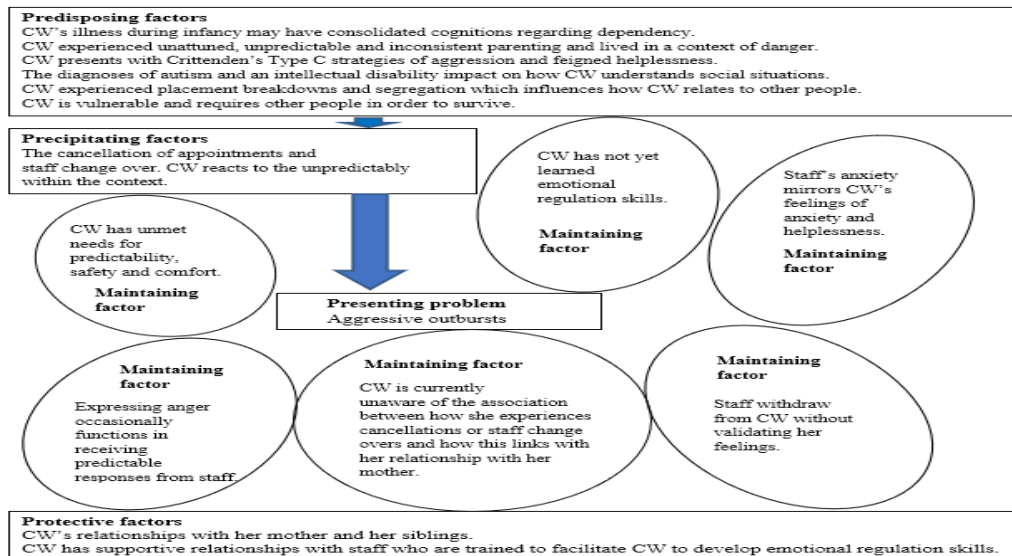 Predisposing factors
CW's illness during infancy may have consolidated cognitions regarding dependency.
CW experienced unattuned, unpredictable and inconsistent parenting and lived in a context of danger.
CW presents with Crittenden's Type C strategies of aggression and feigned helplessness.
The diagnoses of autism and an intellectual disability impact on how CW understands social situations.
CW experienced placement breakdowns and segregation which influences how CW relates to other people.
CW is vulnerable and requires other people in order to survive.
Precipitating factors
The cancellation of appointments and
staff change over. CW reacts to the unpredictably
within the context.
CW has not yet
learned
emotional
regulation skills.
Maintaining
factor
Staff's anxiety
mirrors CW's
feelings of
anxiety and
helplessness.
Maintaining
factor
CW has unmet
needs for
predictability,
safety and comfort.
Maintaining
factor
Presenting problem
Aggressive outbursts
Maintaining
factor
Expressing anger
occasionally
functions in
receiving
predictable
responses from staff.
Maintaining factor
CW is currently
unaware of the association
between how she experiences
cancellations or staff change
overs and how this links with
her relationship with her
mother.
Maintaining
factor
Staff withdraw
from CW without
validating her
feelings.
Protective factors
CW's relationships with her mother and her siblings.
CW has supportive relationships with staff who are trained to facilitate CW to develop emotional regulation skills.